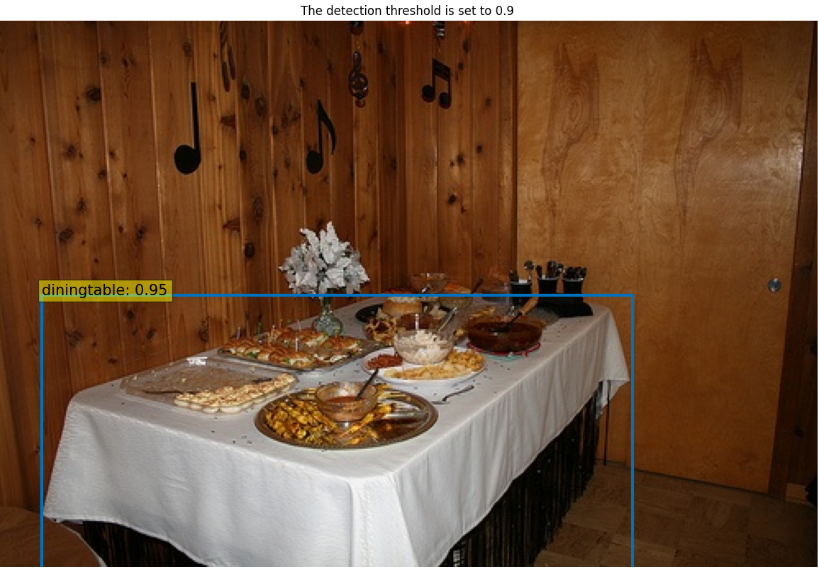 The detection threshold is set to 0.9
diningtable: 0.95